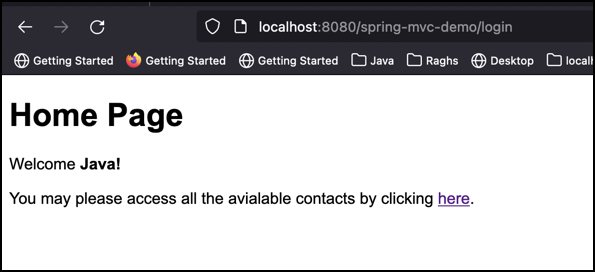 localhost:8080/spring-mvc-demo/login
Getting Started Getting Started Getting Started Java Raghs Desktop localh
Home Page
Welcome Java!
You may please access all the avialable contacts by clicking here.